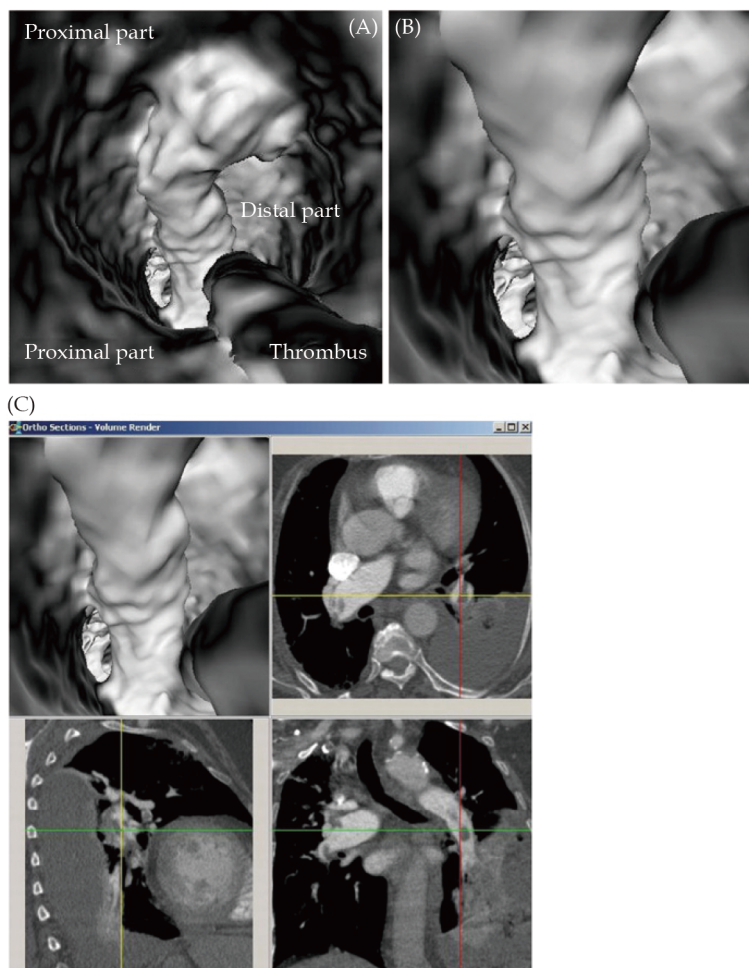 Proximal part
(A)
(B)
Distal part
Proximal part
Thrombus
(C)
Ortho Sections - Volume Render